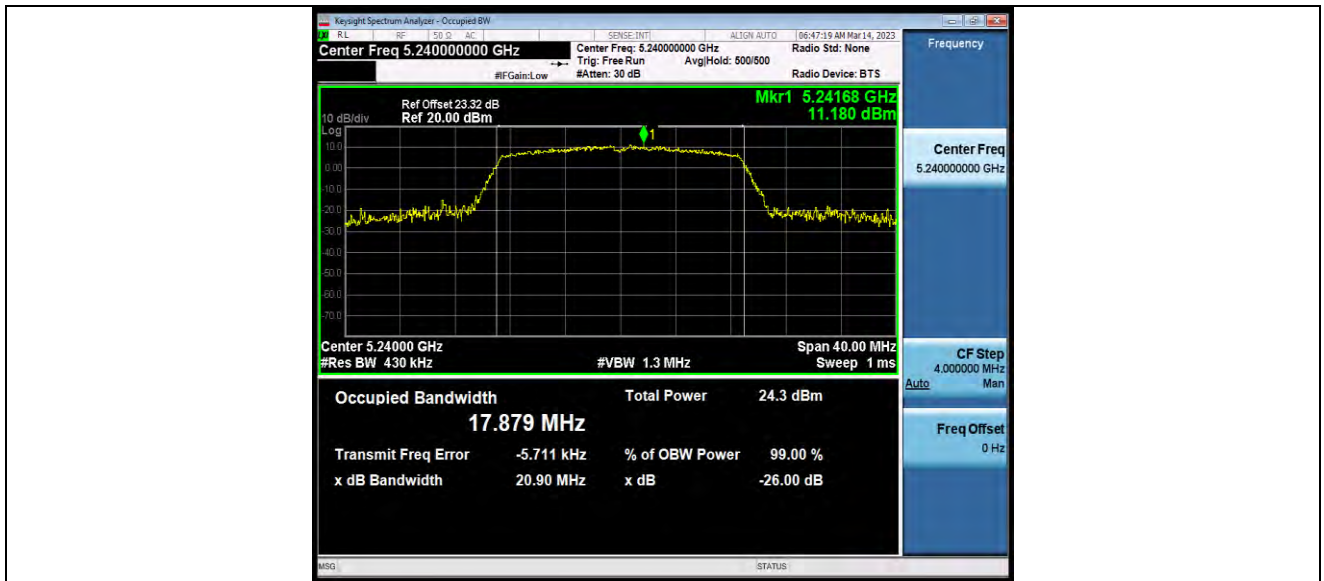 Keysight Spectrum Analyzer - Occupied BW
RL RF 50 Ω AC SENSE:INT ALIGN AUTO 06:47:19 AM Mar 14, 2023
Center Freq 5.240000000 GHz
Center Freq: 5.240000000 GHz
Radio Std: None
Trig: Free Run Avg|Hold: 500/500
#IFGain:Low #Atten: 30 dB Radio Device: BTS
Frequency
Mkr1 5.24168 GHz
11.180 dBm
Ref Offset 23.32 dB
10 dB/div Ref 20.00 dBm
Log
10.0
0.00
-10.0
-20.0
-30.0
-40.0
-50.0
-60.0
-70.0
1
Center 5.24000 GHz Span 40.00 MHz
#Res BW 430 kHz #VBW 1.3 MHz Sweep 1 ms
Occupied Bandwidth Total Power 24.3 dBm
17.879 MHz
Transmit Freq Error -5.711 kHz % of OBW Power 99.00 %
x dB Bandwidth 20.90 MHz x dB -26.00 dB
Center Freq
5.240000000 GHz
CF Step
4.000000 MHz
Auto Man
Freq Offset
0 Hz
MSG STATUS